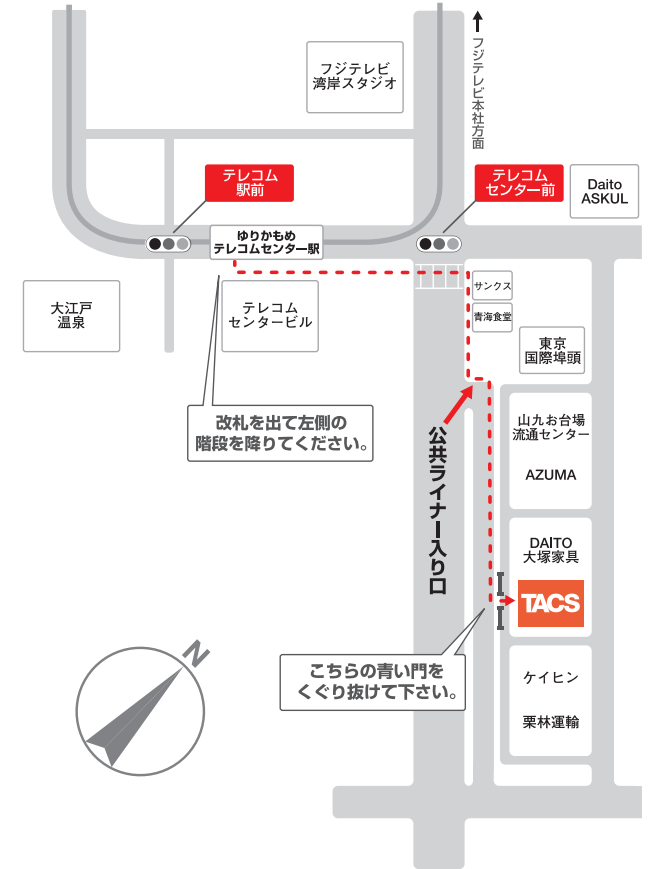 フジテレビ本社方面
フジテレビ
湾岸スタジオ
テレコム
駅前
テレコム
センター前
Daito
ASKUL
ゆりかもめ
テレコムセンター駅
サンクス
青海食堂
大江戸
温泉
テレコム
センタービル
東京
国際埠頭
改札を出て左側の
階段を降りてください。
公共ライナー入り口
山九お台場
流通センター
AZUMA
DAITO
大塚家具
TACS
こちらの青い門を
くぐり抜けて下さい。
ケイヒン
栗林運輸
N